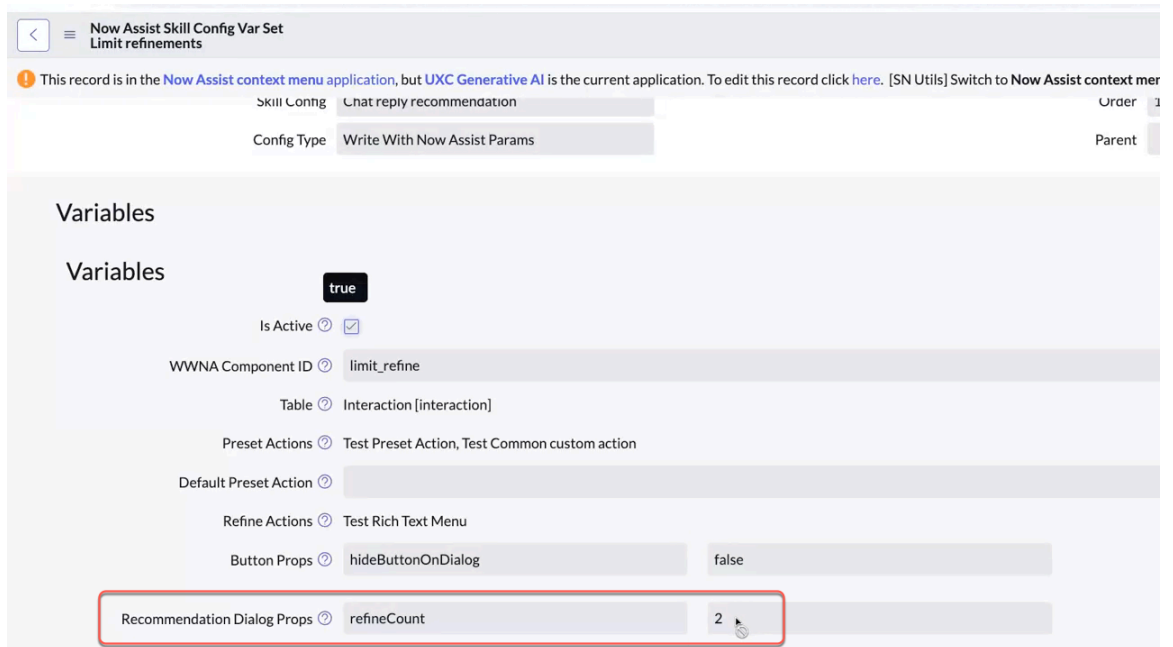 Now Assist Skill Config Var Set
Limit refinements
This record is in the Now Assist context menu application, but UXC Generative AI is the current application. To edit this record click here. [SN Utils] Switch to Now Assist context
Skill Config Chat reply recommendation Order 1
Config Type Write With Now Assist Params Parent
Variables
Variables
true
Is Active
WWNA Component ID limit_refine
Table Interaction [interaction]
Preset Actions Test Preset Action, Test Common custom action
Default Preset Action
Refine Actions Test Rich Text Menu
Button Props hideButtonOnDialog false
Recommendation Dialog Props refineCount 2